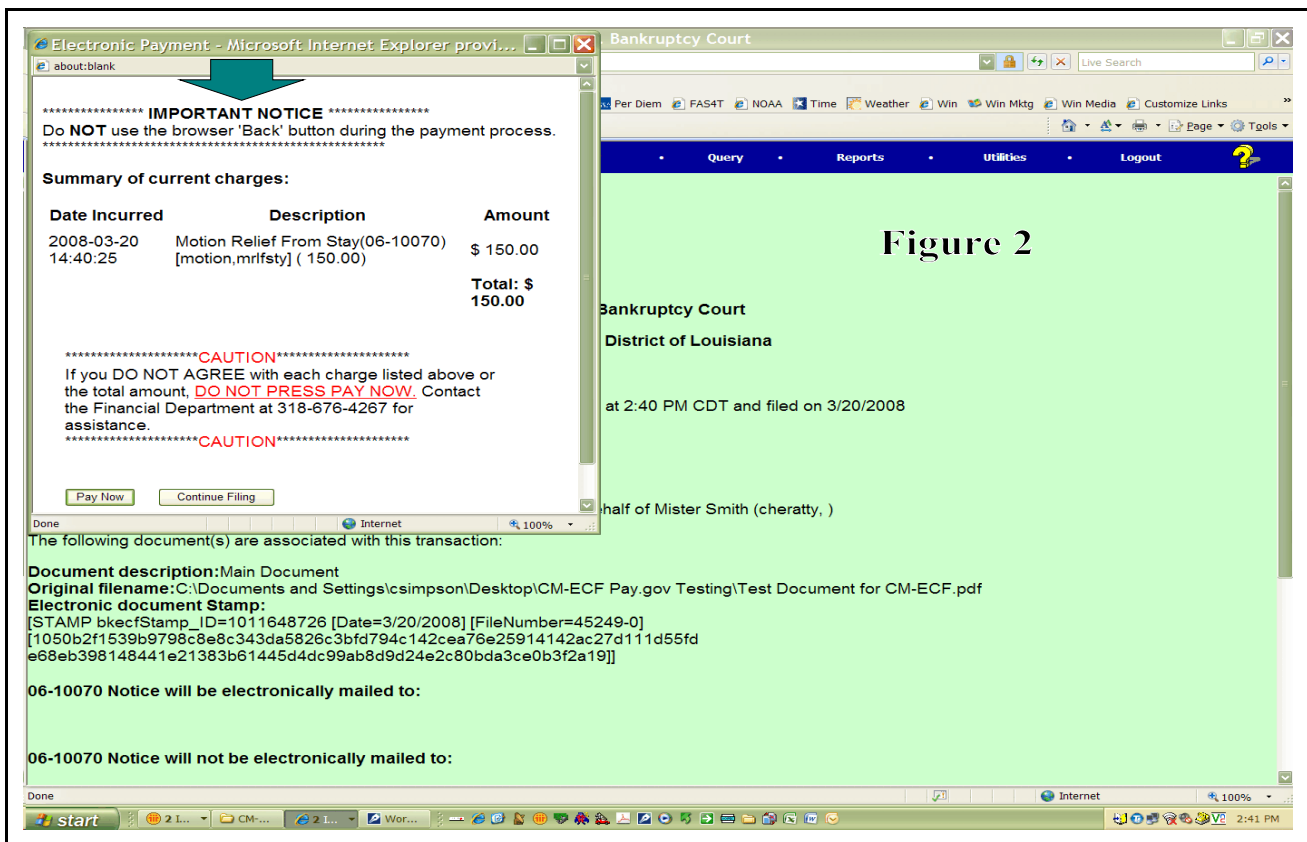 Electronic Payment - Microsoft Internet Explorer provi...
about:blank
**************** IMPORTANT NOTICE ****************
Do NOT use the browser 'Back' button during the payment process.
******************************************************
Summary of current charges:
Date Incurred Description Amount
2008-03-20 Motion Relief From Stay(06-10070) $ 150.00
14:40:25 [motion,mrlfsty] ( 150.00)
Total: $
150.00
*********************CAUTION*********************
If you DO NOT AGREE with each charge listed above or
the total amount, DO NOT PRESS PAY NOW. Contact
the Financial Department at 318-676-4267 for
assistance.
*********************CAUTION*********************
Pay Now Continue Filing
Done Internet 100%
Bankruptcy Court
Live Search
Per Diem FAS4T NOAA Time Weather Win Win Mktg Win Media Customize Links »
Page Tools
• Query • Reports • Utilities • Logout ?
Figure 2
Bankruptcy Court
District of Louisiana
at 2:40 PM CDT and filed on 3/20/2008
half of Mister Smith (cheratty, )
The following document(s) are associated with this transaction:
Document description:Main Document
Original filename:C:\Documents and Settings\csimpson\Desktop\CM-ECF Pay.gov Testing\Test Document for CM-ECF.pdf
Electronic document Stamp:
[STAMP bkecfStamp_ID=1011648726 [Date=3/20/2008] [FileNumber=45249-0]
[1050b2f1539b9798c8e8c343da5826c3bfd794c142cea76e25914142ac27d111d55fd
e68eb398148441e21383b61445d4dc99ab8d9d24e2c80bda3ce0b3f2a19]]
06-10070 Notice will be electronically mailed to:
06-10070 Notice will not be electronically mailed to:
Done Internet 100%
start 2 I... CM-... 2 I... Wor... 2:41 PM